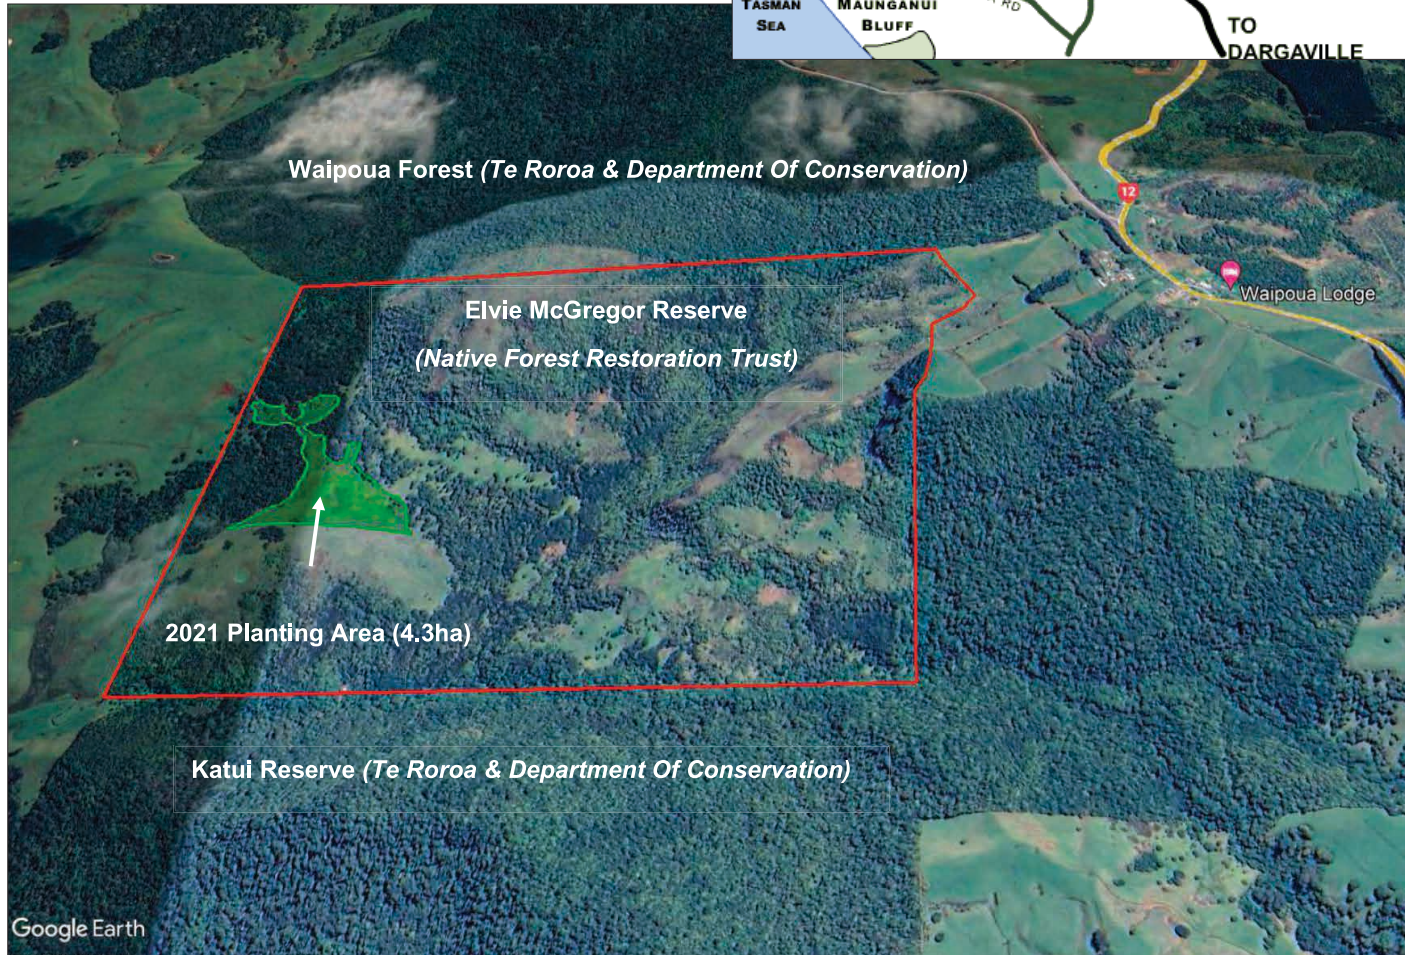 TASMAN
SEA
MAUNGANUI
BLUFF
RD
TO
DARGAVILLE
Waipoua Forest (Te Roroa & Department Of Conservation)
12
Elvie McGregor Reserve
(Native Forest Restoration Trust)
Waipoua Lodge
2021 Planting Area (4.3ha)
Katui Reserve (Te Roroa & Department Of Conservation)
Google Earth